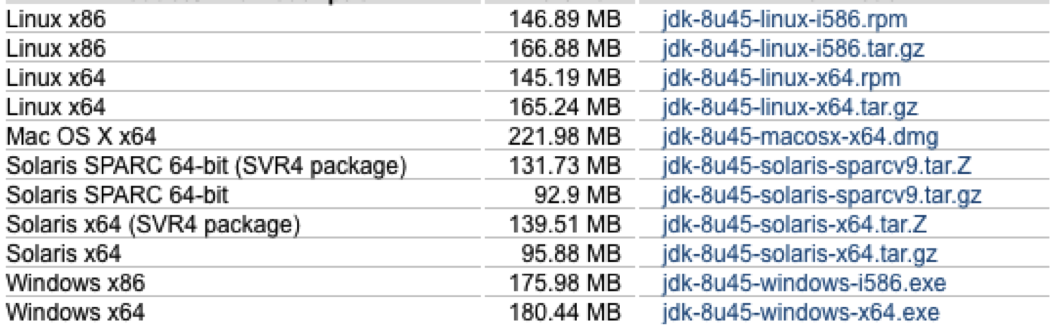 Linux x86 146.89 MB jdk-8u45-linux-i586.rpm
Linux x86 166.88 MB jdk-8u45-linux-i586.tar.gz
Linux x64 145.19 MB jdk-8u45-linux-x64.rpm
Linux x64 165.24 MB jdk-8u45-linux-x64.tar.gz
Mac OS X x64 221.98 MB jdk-8u45-macosx-x64.dmg
Solaris SPARC 64-bit (SVR4 package) 131.73 MB jdk-8u45-solaris-sparcv9.tar.Z
Solaris SPARC 64-bit 92.9 MB jdk-8u45-solaris-sparcv9.tar.gz
Solaris x64 (SVR4 package) 139.51 MB jdk-8u45-solaris-x64.tar.Z
Solaris x64 95.88 MB jdk-8u45-solaris-x64.tar.gz
Windows x86 175.98 MB jdk-8u45-windows-i586.exe
Windows x64 180.44 MB jdk-8u45-windows-x64.exe